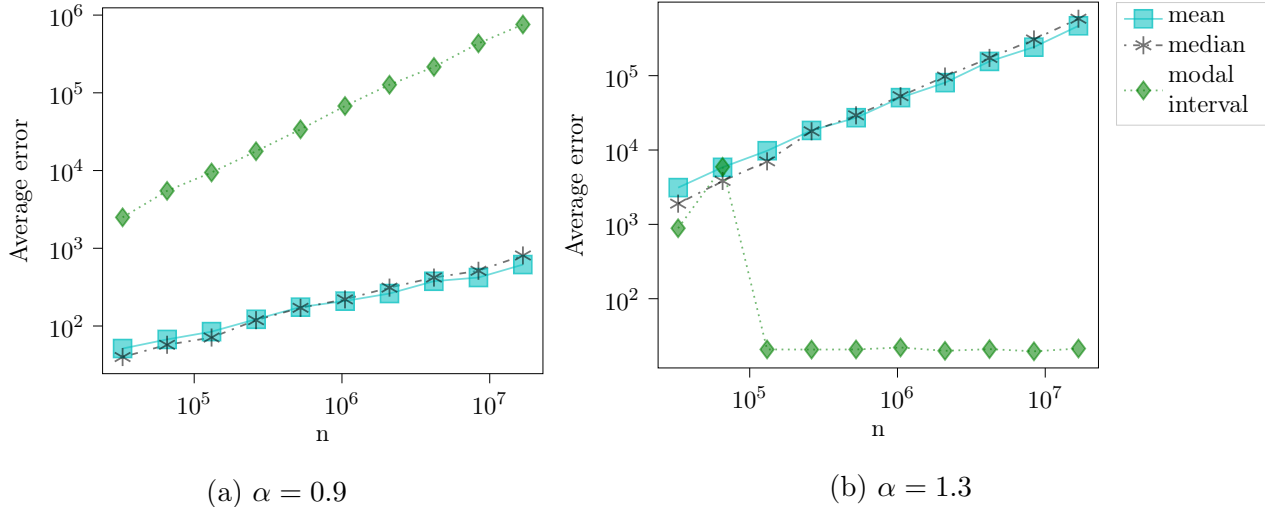 10^6
10^5
10^4
10^3
10^2
Average error
10^5
10^6
10^7
n
(a) α = 0.9
10^5
10^4
10^3
10^2
Average error
10^5
10^6
10^7
n
(b) α = 1.3
mean
median
modal
interval